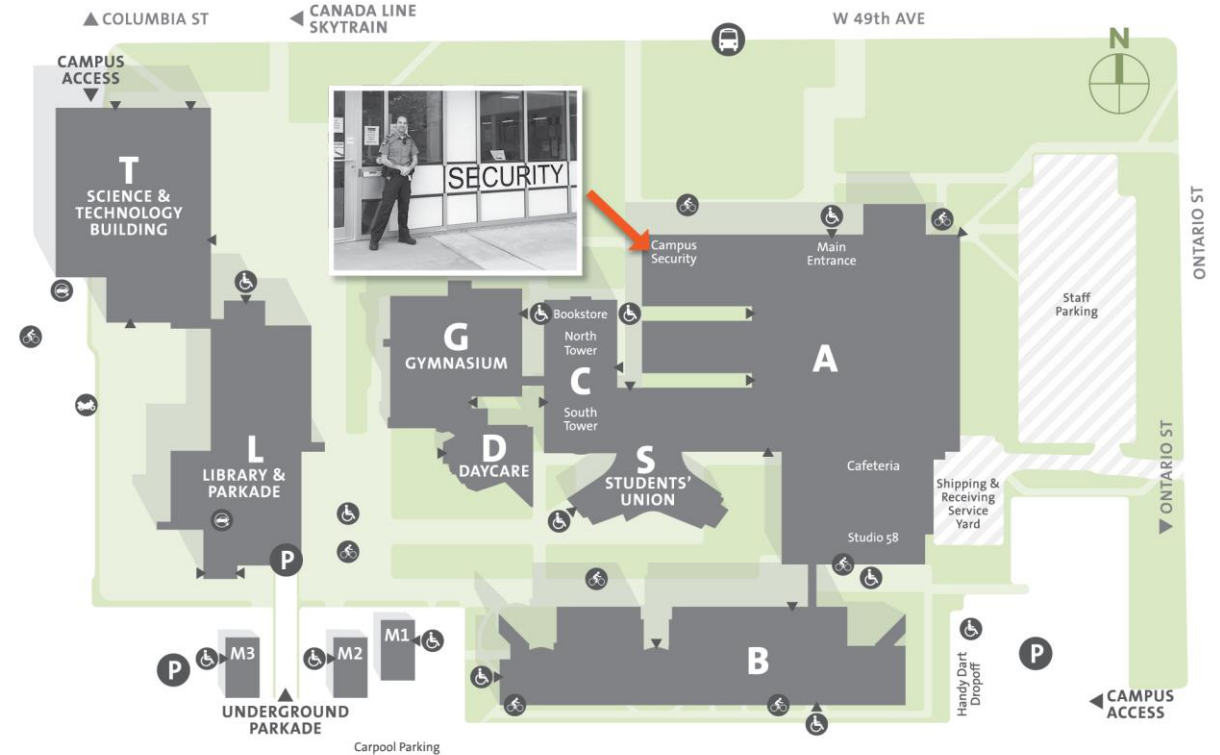 COLUMBIA ST
CANADA LINE
SKYTRAIN
W 49th AVE
N
CAMPUS
ACCESS
T
SCIENCE &
TECHNOLOGY
BUILDING
SECURITY
Campus
Security
Main
Entrance
ONTARIO ST
Staff
Parking
Bookstore
North
Tower
G
GYMNASIUM
C
A
South
Tower
L
LIBRARY &
PARKADE
D
DAYCARE
S
STUDENTS'
UNION
Cafeteria
Shipping &
Receiving
Service
Yard
ONTARIO ST
Studio 58
P
M3
M2
M1
P
B
Handy Dart
Dropoff
P
UNDERGROUND
PARKADE
CAMPUS
ACCESS
Carpool Parking